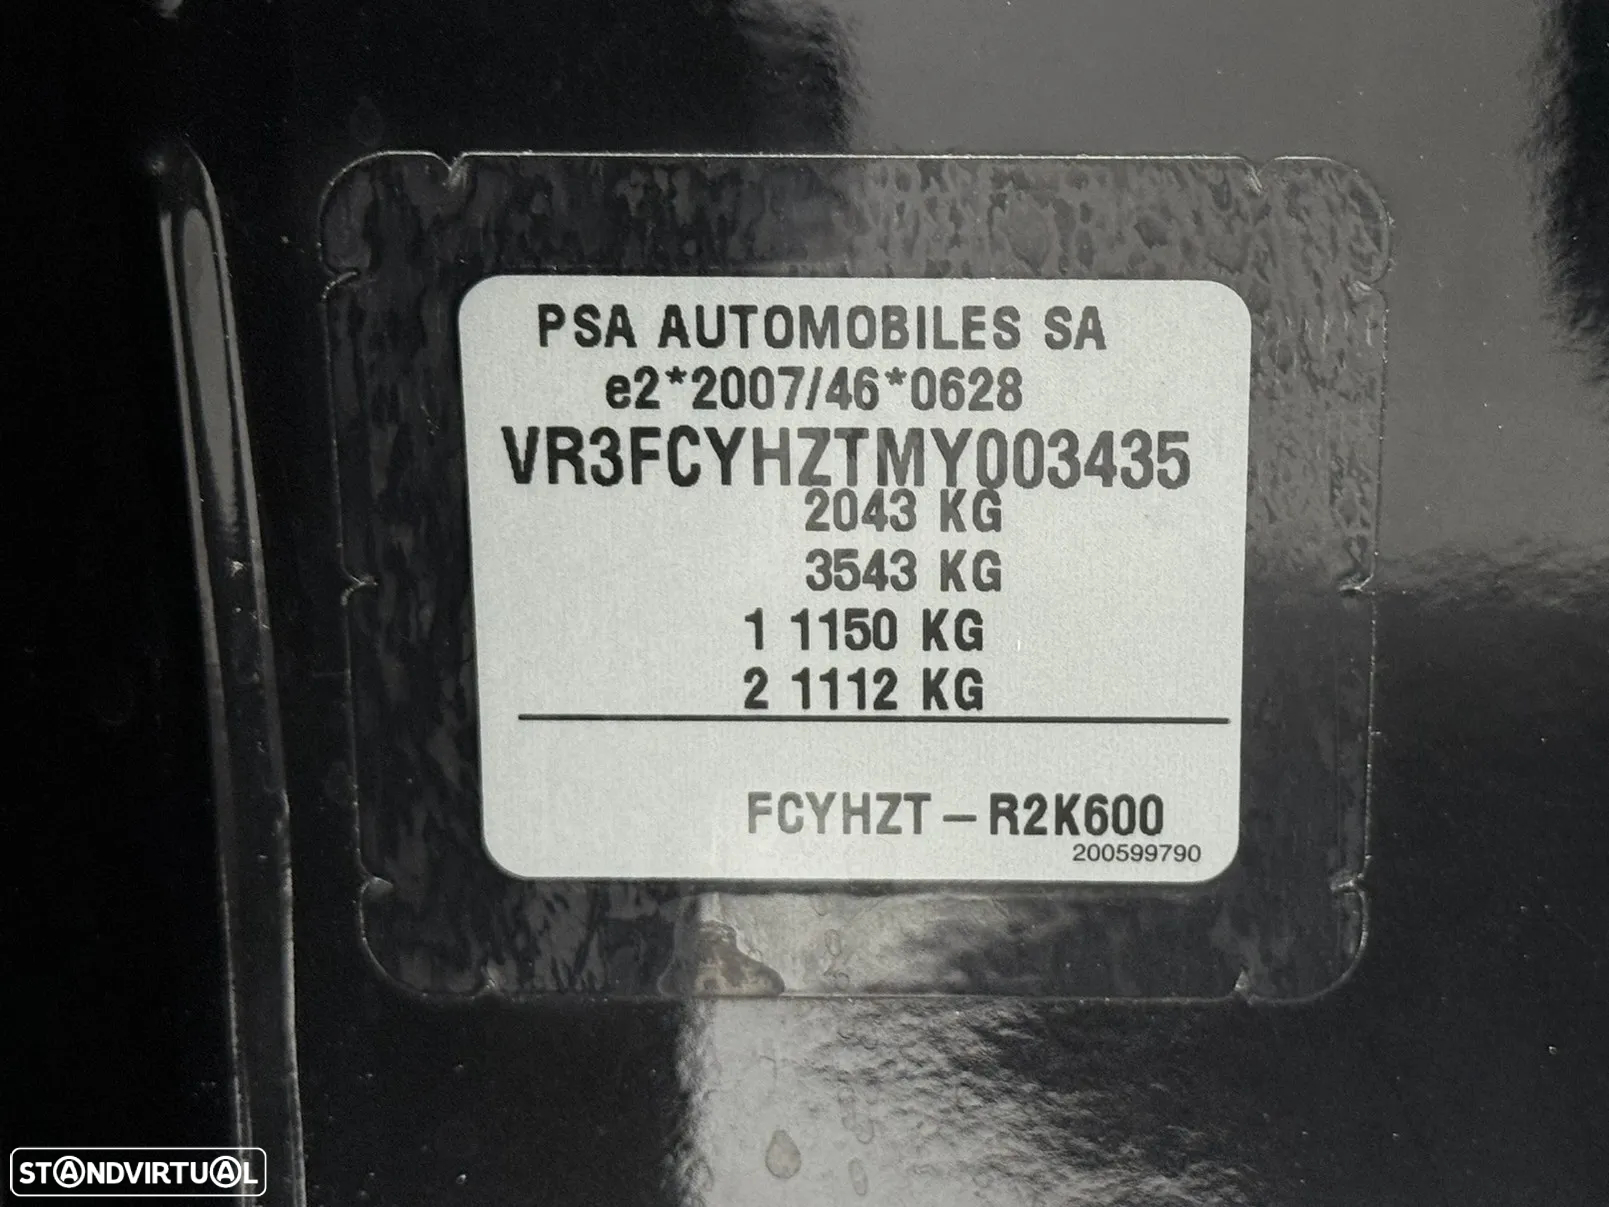 PSA AUTOMOBILES SA
e2*2007/46*0628
VR3FCYHZTMY003435
2043 KG
3543 KG
1 1150 KG
2 1112 KG
FCYHZT – R2K600
200599790
STANDVIRTUAL